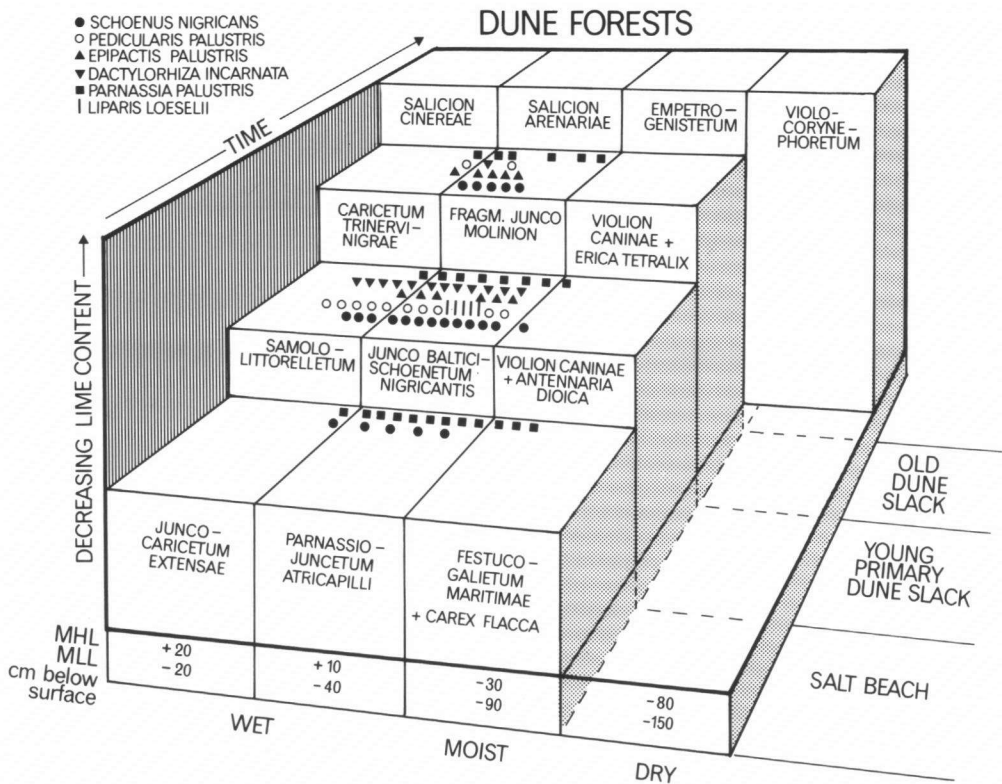 DUNE FORESTS
● SCHOENUS NIGRICANS
○ PEDICULARIS PALUSTRIS
▲ EPIPACTIS PALUSTRIS
▼ DACTYLORHIZA INCARNATA
■ PARNASSIA PALUSTRIS
| LIPARIS LOESELII
TIME
DECREASING LIME CONTENT
SALICION
CINEREAE
SALICION
ARENARIAE
EMPETRO-
GENISTETUM
VIOLO-
CORYNE-
PHORETUM
CARICETUM
TRINERVI-
NIGRAE
FRAGM. JUNCO
MOLINION
VIOLION
CANINAE +
ERICA TETRALIX
SAMOLO-
LITTORELLETUM
JUNCO BALTICI-
SCHOENETUM
NIGRICANTIS
VIOLION CANINAE
+ ANTENNARIA
DIOICA
JUNCO-
CARICETUM
EXTENSAE
PARNASSIO-
JUNCETUM
ATRICAPILLI
FESTUCO-
GALIETUM
MARITIMAE
+ CAREX FLACCA
OLD
DUNE
SLACK
YOUNG
PRIMARY
DUNE SLACK
SALT BEACH
MHL
MLL
cm below
surface
+20
-20
+10
-40
-30
-90
-80
-150
WET
MOIST
DRY